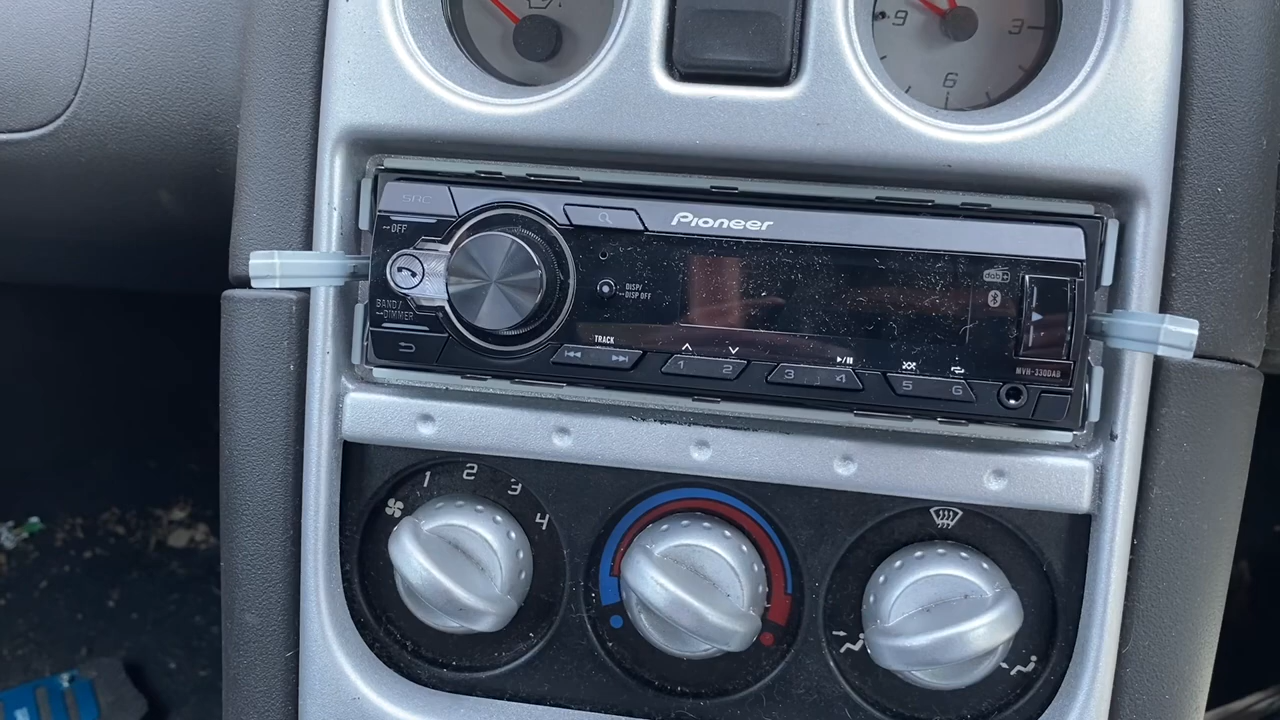 9 3
6
SRC
Pioneer
OFF
DISP/
DISP OFF
dab+
BAND/
DIMMER
TRACK
1 2
3 4
5 6
MVH-330DAB
1 2 3 4